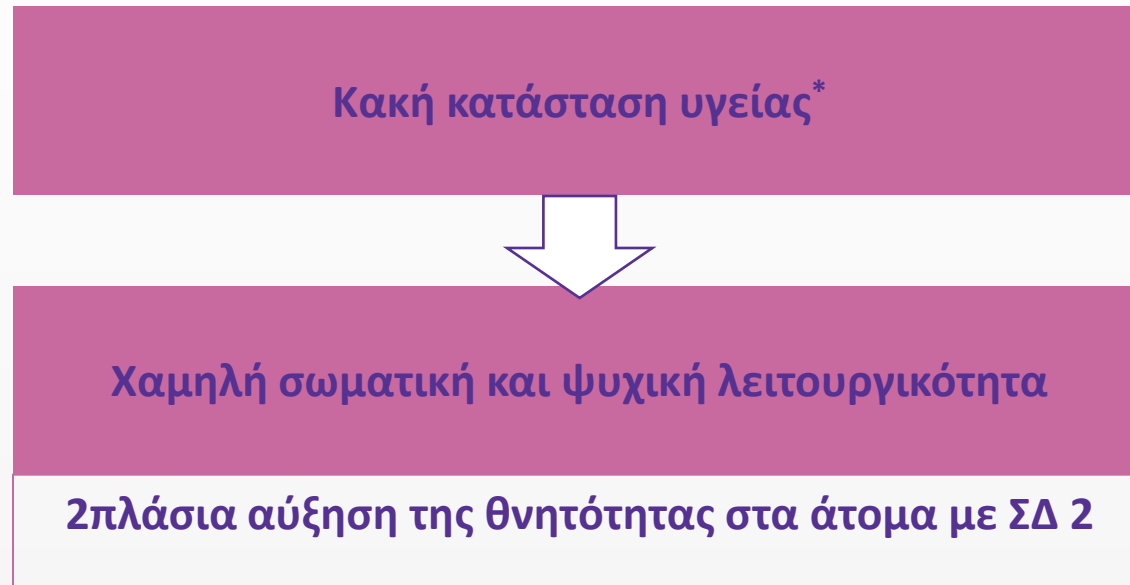 Κακή κατάσταση υγείας*
Χαμηλή σωματική και ψυχική λειτουργικότητα
2πλάσια αύξηση της θνητότητας στα άτομα με ΣΔ 2